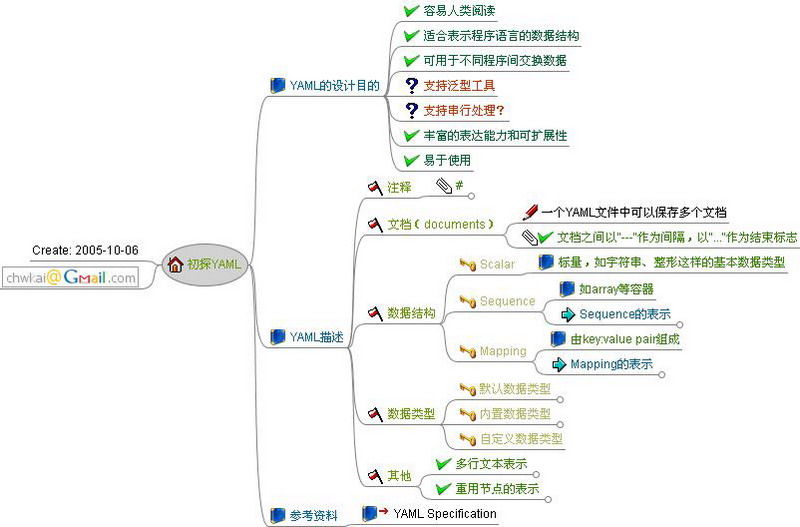 容易人类阅读
适合表示程序语言的数据结构
可用于不同程序间交换数据
YAML的设计目的
支持泛型工具
支持串行处理?
丰富的表达能力和可扩展性
易于使用
注释
#
文档(documents)
一个YAML文件中可以保存多个文档
文档之间以"---"作为间隔，以"..."作为结束标志
Create: 2005-10-06
chwkai@Gmail.com
初探YAML
YAML描述
数据结构
Scalar
标量，如字符串、整形这样的基本数据类型
Sequence
如array等容器
Sequence的表示
Mapping
由key:value pair组成
Mapping的表示
数据类型
默认数据类型
内置数据类型
自定义数据类型
其他
多行文本表示
重用节点的表示
参考资料
YAML Specification